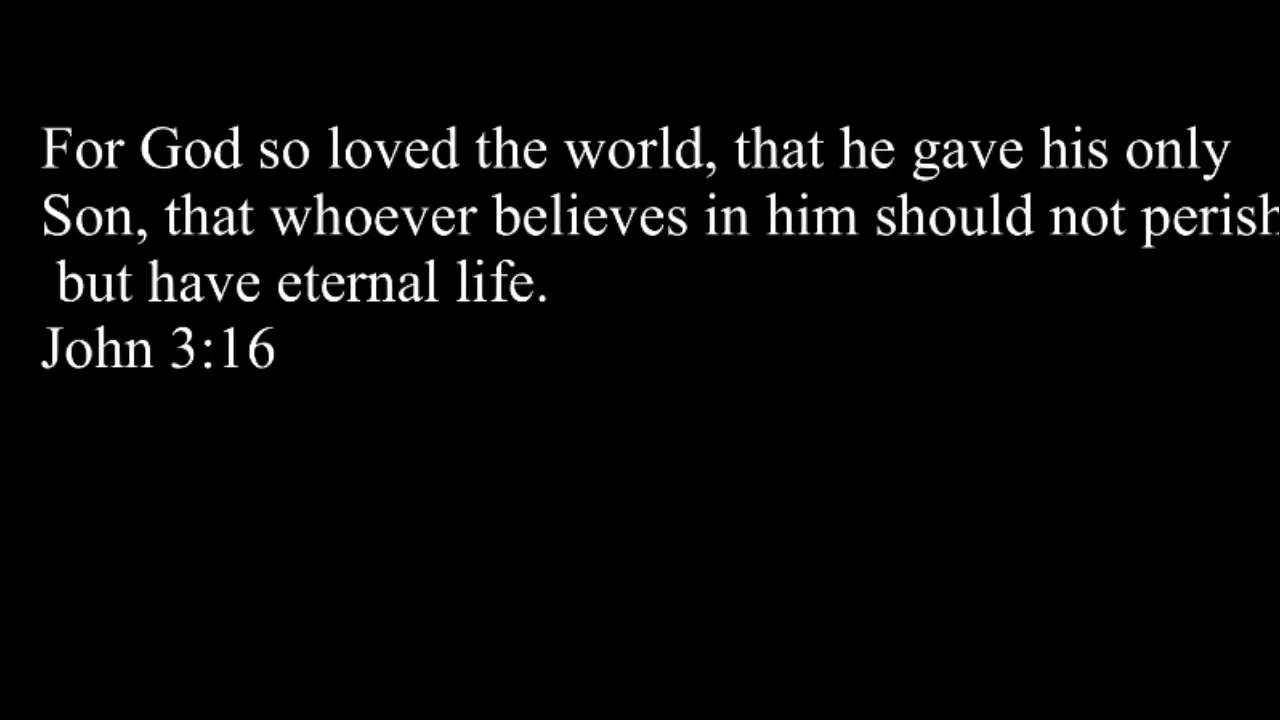 For God so loved the world, that he gave his only
Son, that whoever believes in him should not perish
but have eternal life.
John 3:16